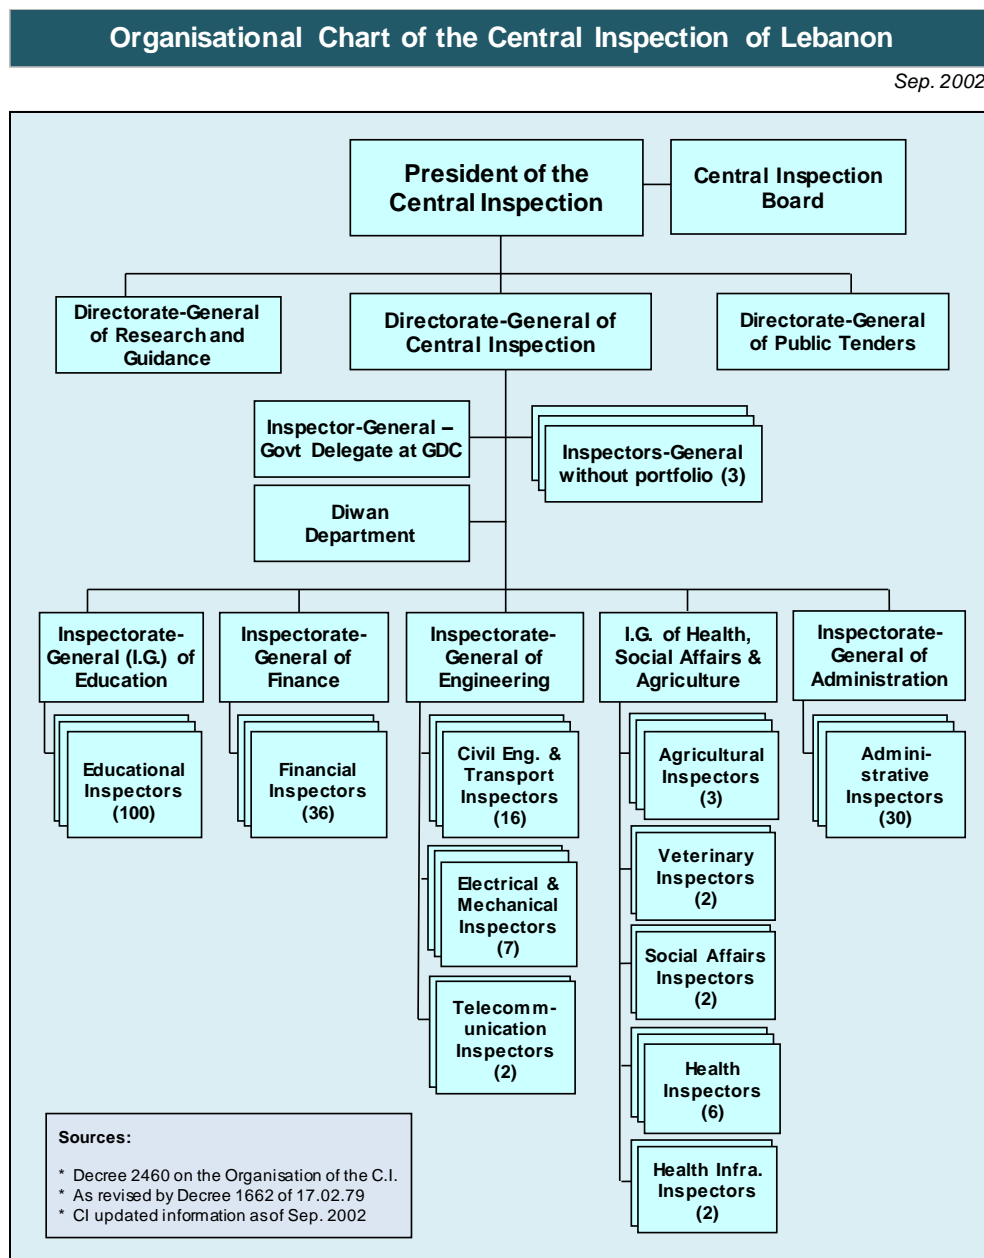 Organisational Chart of the Central Inspection of Lebanon
Sep. 2002
President of the
Central Inspection
Central Inspection
Board
Directorate-General
of Research and
Guidance
Directorate-General of
Central Inspection
Directorate-General
of Public Tenders
Inspector-General –
Govt Delegate at GDC
Inspectors-General
without portfolio (3)
Diwan
Department
Inspectorate-
General (I.G.) of
Education
Inspectorate-
General of
Finance
Inspectorate-
General of
Engineering
I.G. of Health,
Social Affairs &
Agriculture
Inspectorate-
General of
Administration
Educational
Inspectors
(100)
Financial
Inspectors
(36)
Civil Eng. &
Transport
Inspectors
(16)
Agricultural
Inspectors
(3)
Admini-
strative
Inspectors
(30)
Electrical &
Mechanical
Inspectors
(7)
Veterinary
Inspectors
(2)
Social Affairs
Inspectors
(2)
Telecomm-
unication
Inspectors
(2)
Health
Inspectors
(6)
Health Infra.
Inspectors
(2)
Sources:
* Decree 2460 on the Organisation of the C.I.
* As revised by Decree 1662 of 17.02.79
* CI updated information as of Sep. 2002